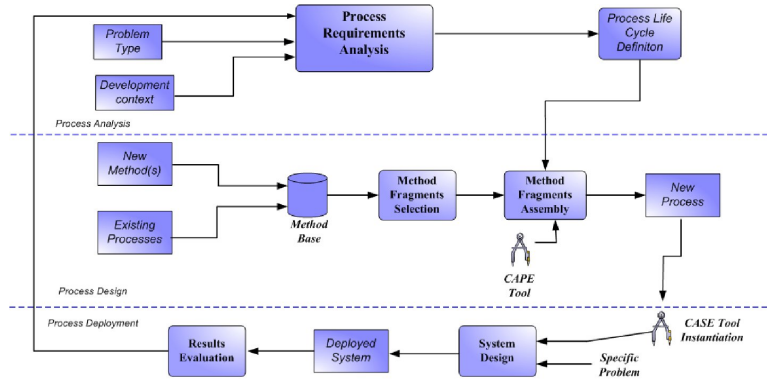 Process
Requirements
Analysis
Process Life
Cycle
Definiton
Problem
Type
Development
context
Process Analysis
New
Method(s)
Existing
Processes
Method
Base
Method
Fragments
Selection
Method
Fragments
Assembly
New
Process
CAPE
Tool
Process Design
Process Deployment
Results
Evaluation
Deployed
System
System
Design
CASE Tool
Instantiation
Specific
Problem